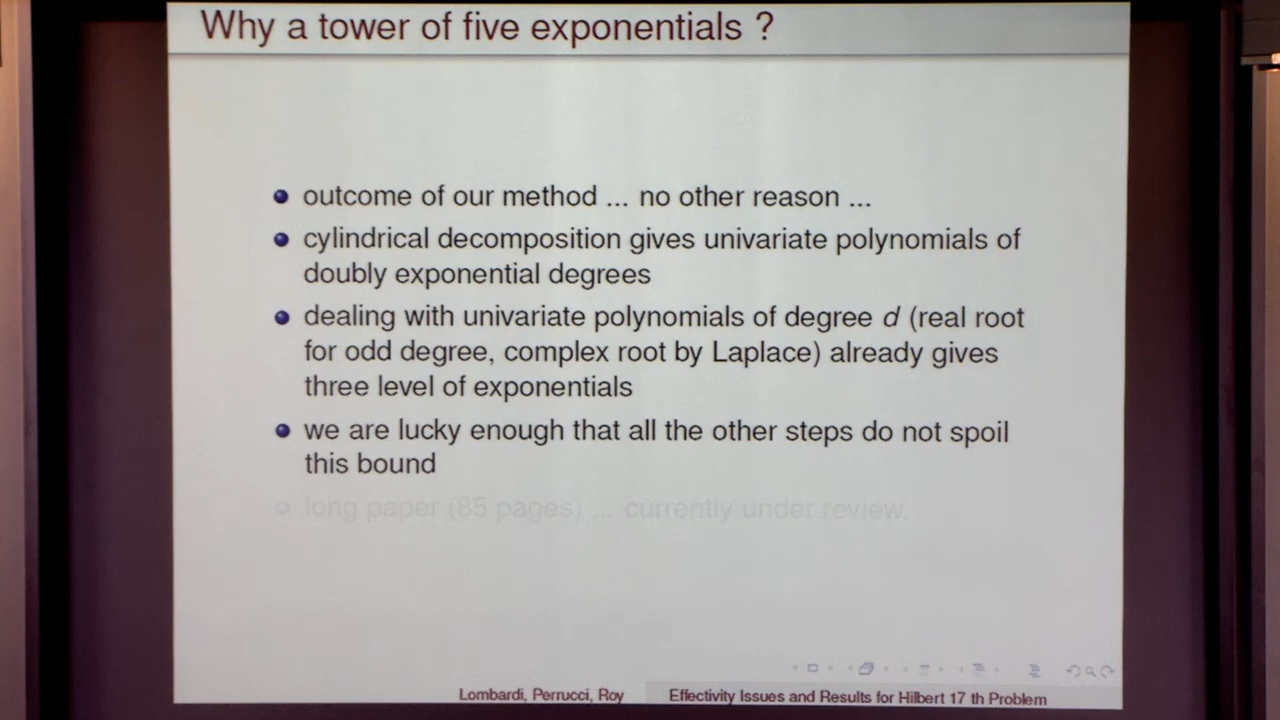 Why a tower of five exponentials ?
outcome of our method ... no other reason ...
cylindrical decomposition gives univariate polynomials of
doubly exponential degrees
dealing with univariate polynomials of degree d (real root
for odd degree, complex root by Laplace) already gives
three level of exponentials
we are lucky enough that all the other steps do not spoil
this bound
long paper (85 pages) ... currently under review.
Lombardi, Perrucci, Roy Effectivity Issues and Results for Hilbert 17 th Problem